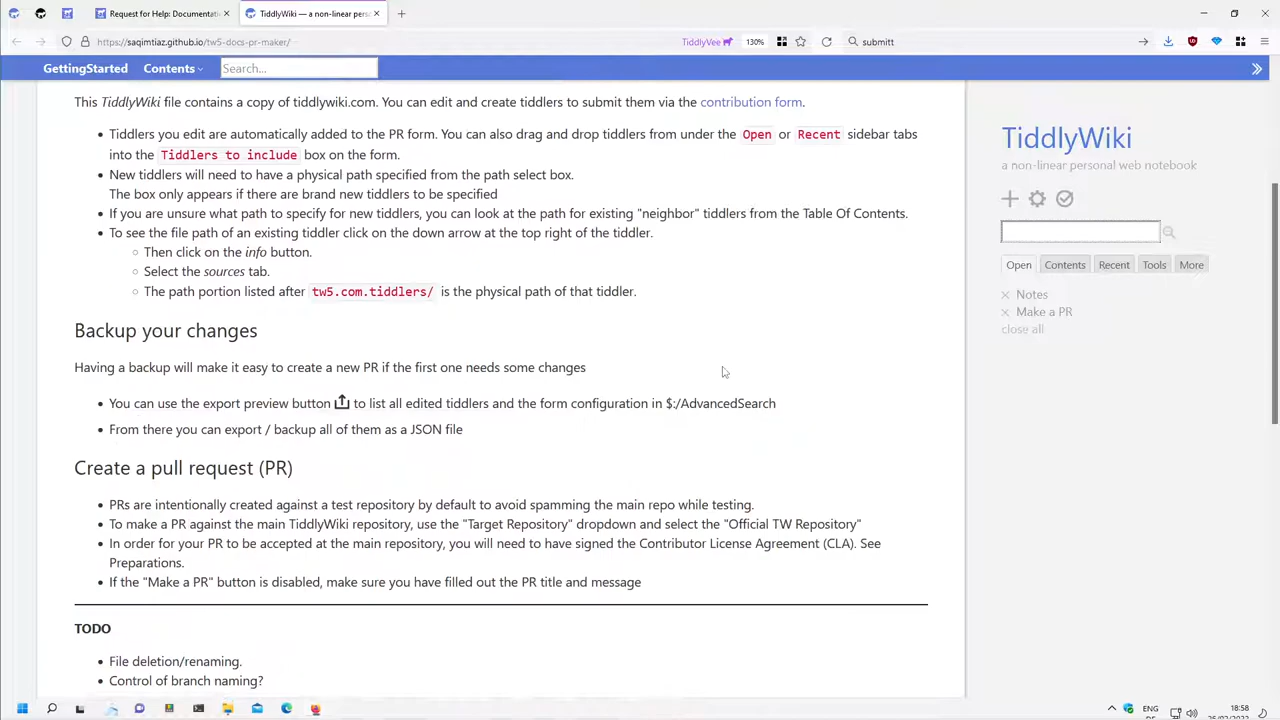 Request for Help: Documentati
TiddlyWiki — a non-linear pers
https://saqimtiaz.github.io/tw5-docs-pr-maker/
TiddlyVee
130%
submitt
GettingStarted
Contents
Search...
This TiddlyWiki file contains a copy of tiddlywiki.com. You can edit and create tiddlers to submit them via the contribution form.
• Tiddlers you edit are automatically added to the PR form. You can also drag and drop tiddlers from under the Open or Recent sidebar tabs
into the Tiddlers to include box on the form.
• New tiddlers will need to have a physical path specified from the path select box.
The box only appears if there are brand new tiddlers to be specified
• If you are unsure what path to specify for new tiddlers, you can look at the path for existing "neighbor" tiddlers from the Table Of Contents.
• To see the file path of an existing tiddler click on the down arrow at the top right of the tiddler.
○ Then click on the info button.
○ Select the sources tab.
○ The path portion listed after tw5.com.tiddlers/ is the physical path of that tiddler.
Backup your changes
Having a backup will make it easy to create a new PR if the first one needs some changes
• You can use the export preview button to list all edited tiddlers and the form configuration in $:/AdvancedSearch
• From there you can export / backup all of them as a JSON file
Create a pull request (PR)
• PRs are intentionally created against a test repository by default to avoid spamming the main repo while testing.
• To make a PR against the main TiddlyWiki repository, use the "Target Repository" dropdown and select the "Official TW Repository"
• In order for your PR to be accepted at the main repository, you will need to have signed the Contributor License Agreement (CLA). See
Preparations.
• If the "Make a PR" button is disabled, make sure you have filled out the PR title and message
TODO
• File deletion/renaming.
• Control of branch naming?
TiddlyWiki
a non-linear personal web notebook
Open
Contents
Recent
Tools
More
Notes
Make a PR
close all
ENG
18:58